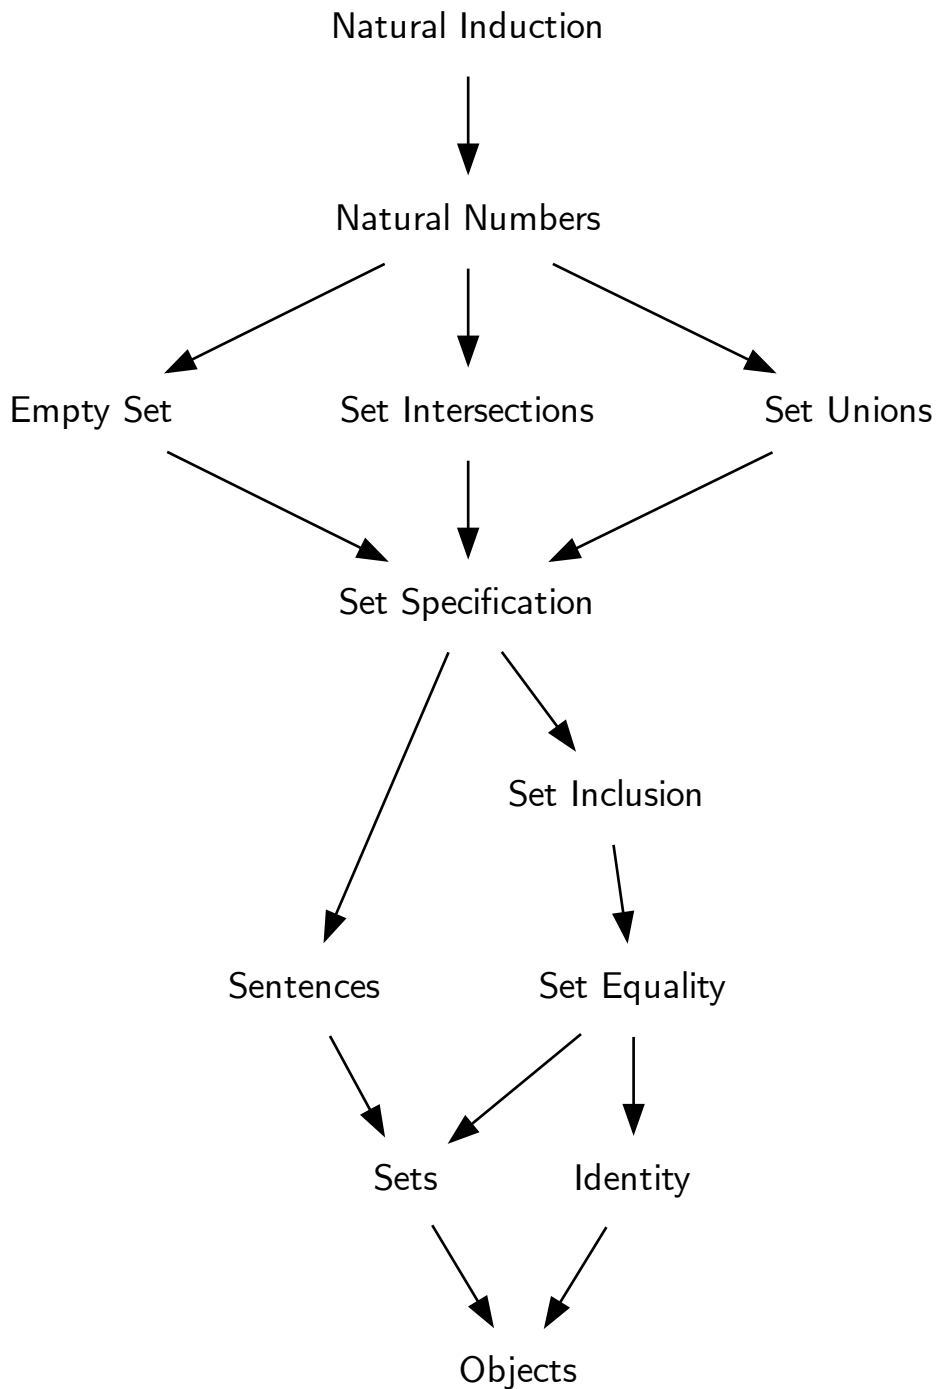 Natural Induction
Natural Numbers
Empty Set
Set Intersections
Set Unions
Set Specification
Set Inclusion
Sentences
Set Equality
Sets
Identity
Objects